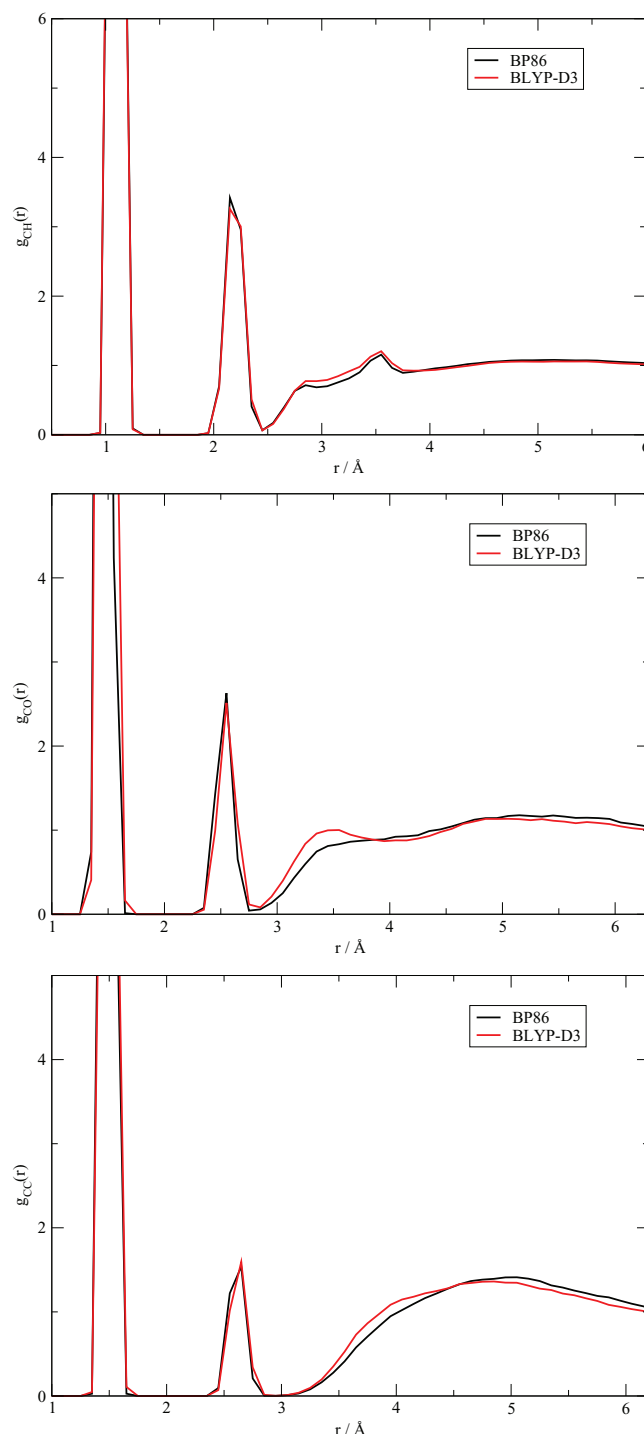 6
BP86
BLYP-D3
4
g_CH(r)
2
0
1 2 3 4 5 6
r / Å
BP86
4
BLYP-D3
g_CO(r)
2
0
1 2 3 4 5 6
r / Å
BP86
BLYP-D3
4
g_CC(r)
2
0
1 2 3 4 5 6
r / Å